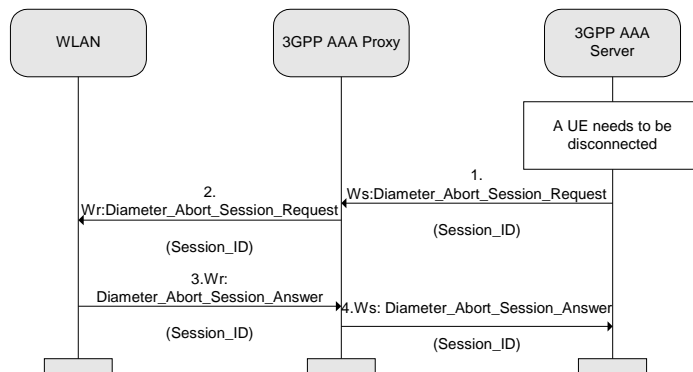 WLAN
3GPP AAA Proxy
3GPP AAA
Server
A UE needs to be
disconnected
1.
Ws:Diameter_Abort_Session_Request
(Session_ID)
2.
Wr:Diameter_Abort_Session_Request
(Session_ID)
3.Wr:
Diameter_Abort_Session_Answer
(Session_ID)
4.Ws: Diameter_Abort_Session_Answer
(Session_ID)